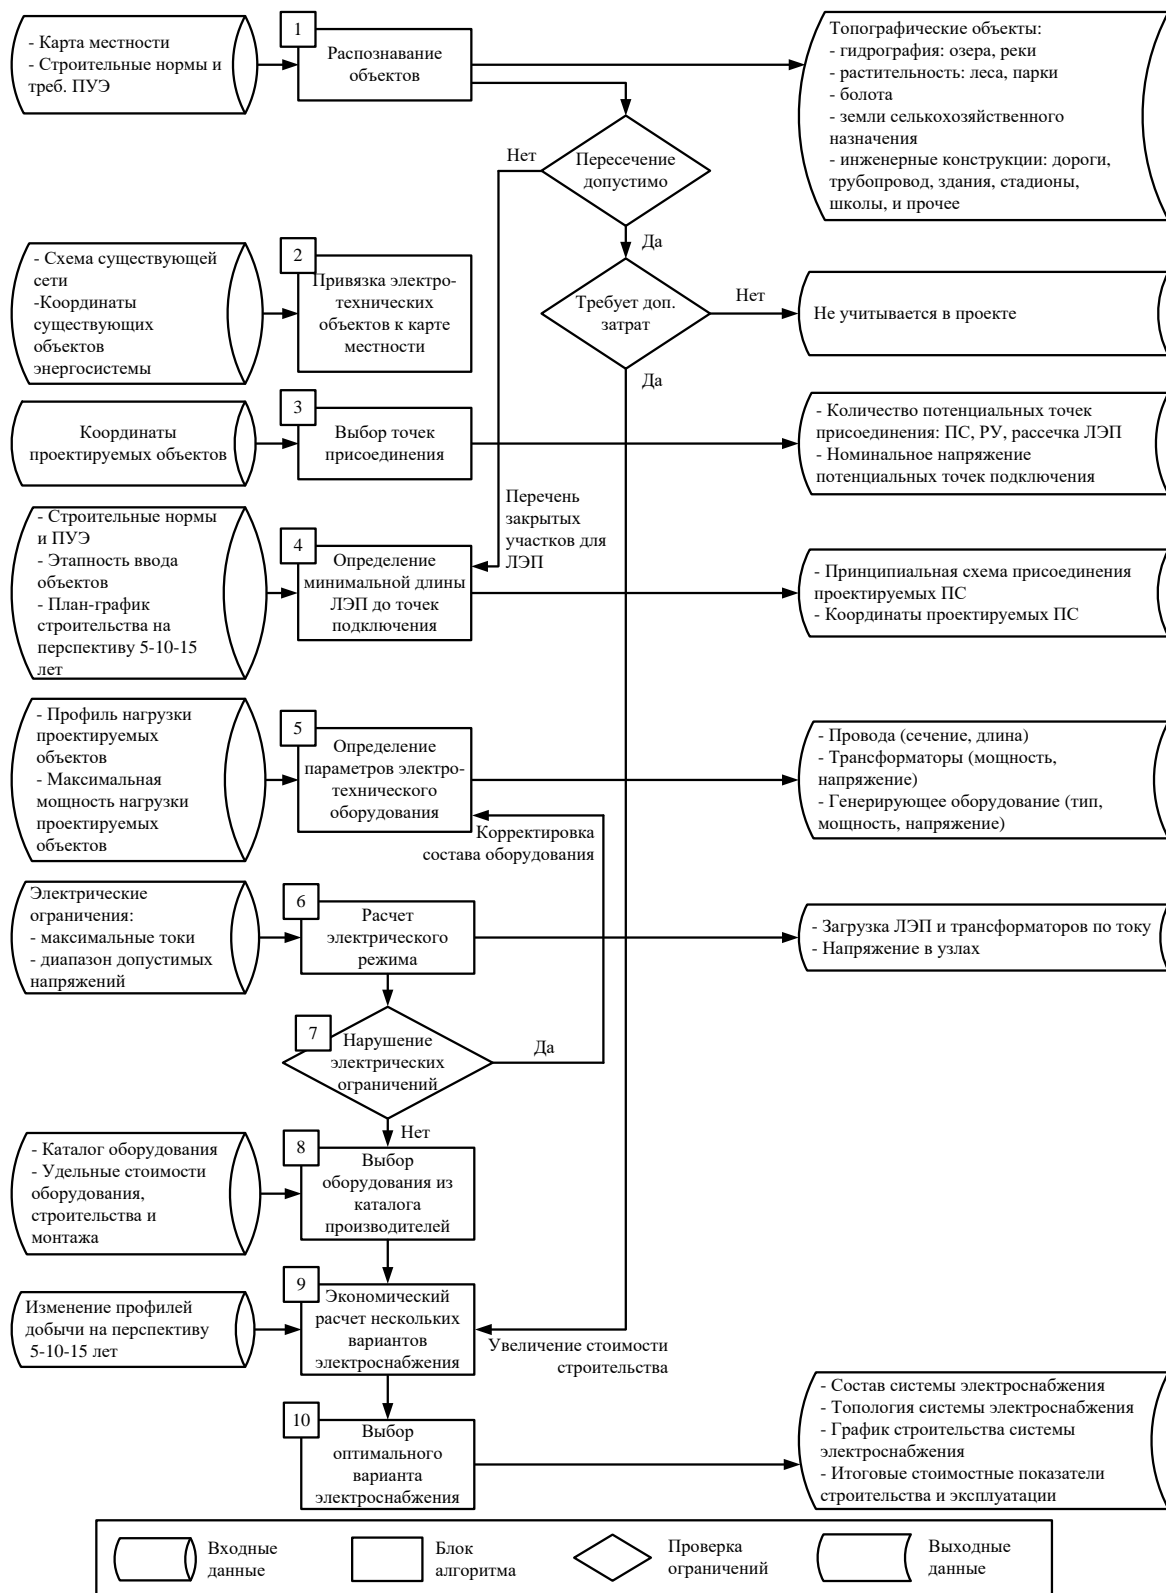 - Карта местности
- Строительные нормы и
треб. ПУЭ
1
Распознавание
объектов
Топографические объекты:
- гидрография: озера, реки
- растительность: леса, парки
- болота
- земли селькохозяйственного
назначения
- инженерные конструкции: дороги,
трубопровод, здания, стадионы,
школы, и прочее
Нет
Пересечение
допустимо
Да
- Схема существующей
сети
-Координаты
существующих
объектов
энергосистемы
2
Привязка электро-
технических
объектов к карте
местности
Требует доп.
затрат
Нет
Не учитывается в проекте
Да
Координаты
проектируемых объектов
3
Выбор точек
присоединения
- Количество потенциальных точек
присоединения: ПС, РУ, рассечка ЛЭП
- Номинальное напряжение
потенциальных точек подключения
Перечень
закрытых
участков для
ЛЭП
- Строительные нормы
и ПУЭ
- Этапность ввода
объектов
- План-график
строительства на
перспективу 5-10-15
лет
4
Определение
минимальной длины
ЛЭП до точек
подключения
- Принципиальная схема присоединения
проектируемых ПС
- Координаты проектируемых ПС
- Профиль нагрузки
проектируемых
объектов
- Максимальная
мощность нагрузки
проектируемых
объектов
5
Определение
параметров электро-
технического
оборудования
- Провода (сечение, длина)
- Трансформаторы (мощность,
напряжение)
- Генерирующее оборудование (тип,
мощность, напряжение)
Корректировка
состава оборудования
Электрические
ограничения:
- максимальные токи
- диапазон допустимых
напряжений
6
Расчет
электрического
режима
- Загрузка ЛЭП и трансформаторов по току
- Напряжение в узлах
7
Нарушение
электрических
ограничений
Да
Нет
- Каталог оборудования
- Удельные стоимости
оборудования,
строительства и
монтажа
8
Выбор
оборудования из
каталога
производителей
Изменение профилей
добычи на перспективу
5-10-15 лет
9
Экономический
расчет нескольких
вариантов
электроснабжения
Увеличение стоимости
строительства
10
Выбор
оптимального
варианта
электроснабжения
- Состав системы электроснабжения
- Топология системы электроснабжения
- График строительства системы
электроснабжения
- Итоговые стоимостные показатели
строительства и эксплуатации
Входные
данные
Блок
алгоритма
Проверка
ограничений
Выходные
данные